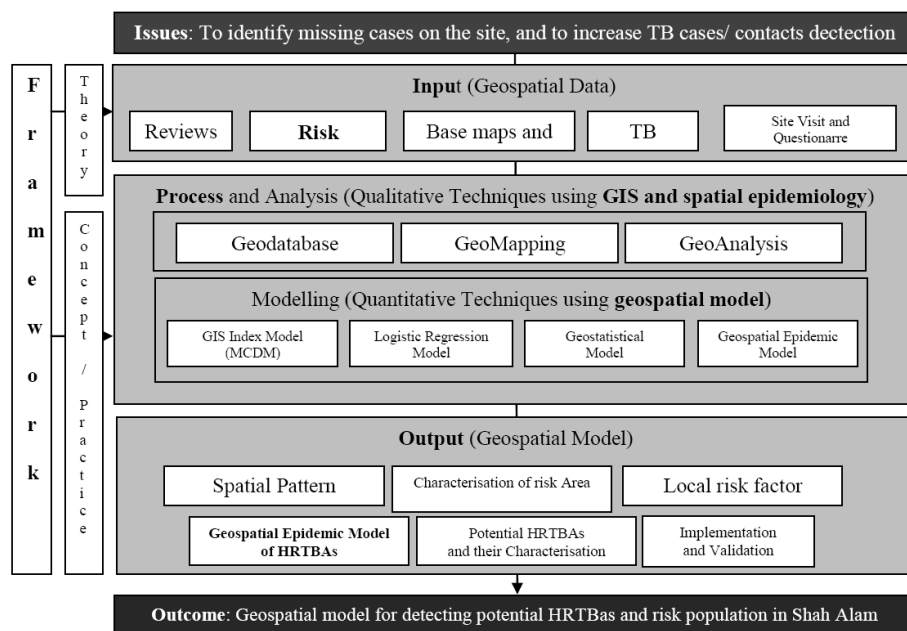 Issues: To identify missing cases on the site, and to increase TB cases/ contacts dectection
Framework
Theory
Input (Geospatial Data)
Reviews
Risk
Base maps and
TB
Site Visit and
Questionarre
Process and Analysis (Qualitative Techniques using GIS and spatial epidemiology)
Geodatabase
GeoMapping
GeoAnalysis
Concept / Practice
Modelling (Quantitative Techniques using geospatial model)
GIS Index Model
(MCDM)
Logistic Regression
Model
Geostatistical
Model
Geospatial Epidemic
Model
Output (Geospatial Model)
Spatial Pattern
Characterisation of risk Area
Local risk factor
Geospatial Epidemic Model
of HRTBAs
Potential HRTBAs
and their Characterisation
Implementation
and Validation
Outcome: Geospatial model for detecting potential HRTBas and risk population in Shah Alam